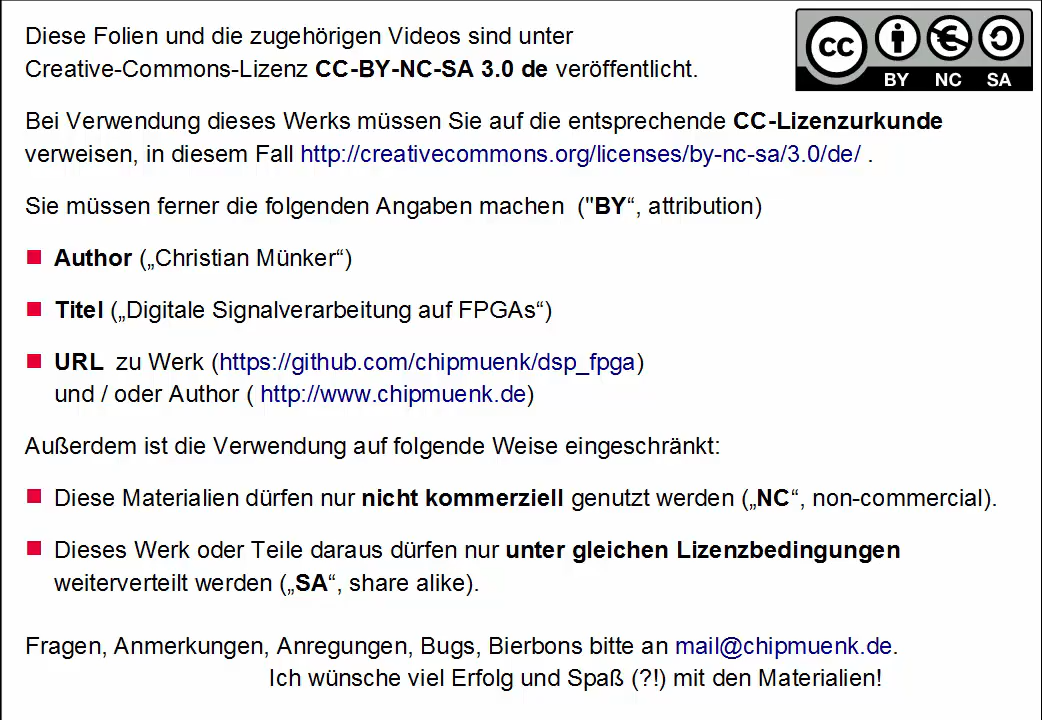 Diese Folien und die zugehörigen Videos sind unter
Creative-Commons-Lizenz CC-BY-NC-SA 3.0 de veröffentlicht.
cc
BY NC SA
Bei Verwendung dieses Werks müssen Sie auf die entsprechende CC-Lizenzurkunde
verweisen, in diesem Fall http://creativecommons.org/licenses/by-nc-sa/3.0/de/ .
Sie müssen ferner die folgenden Angaben machen ("BY“, attribution)
Author („Christian Münker“)
Titel („Digitale Signalverarbeitung auf FPGAs“)
URL zu Werk (https://github.com/chipmuenk/dsp_fpga)
und / oder Author ( http://www.chipmuenk.de)
Außerdem ist die Verwendung auf folgende Weise eingeschränkt:
Diese Materialien dürfen nur nicht kommerziell genutzt werden („NC“, non-commercial).
Dieses Werk oder Teile daraus dürfen nur unter gleichen Lizenzbedingungen
weiterverteilt werden („SA“, share alike).
Fragen, Anmerkungen, Anregungen, Bugs, Bierbons bitte an mail@chipmuenk.de.
Ich wünsche viel Erfolg und Spaß (?!) mit den Materialien!